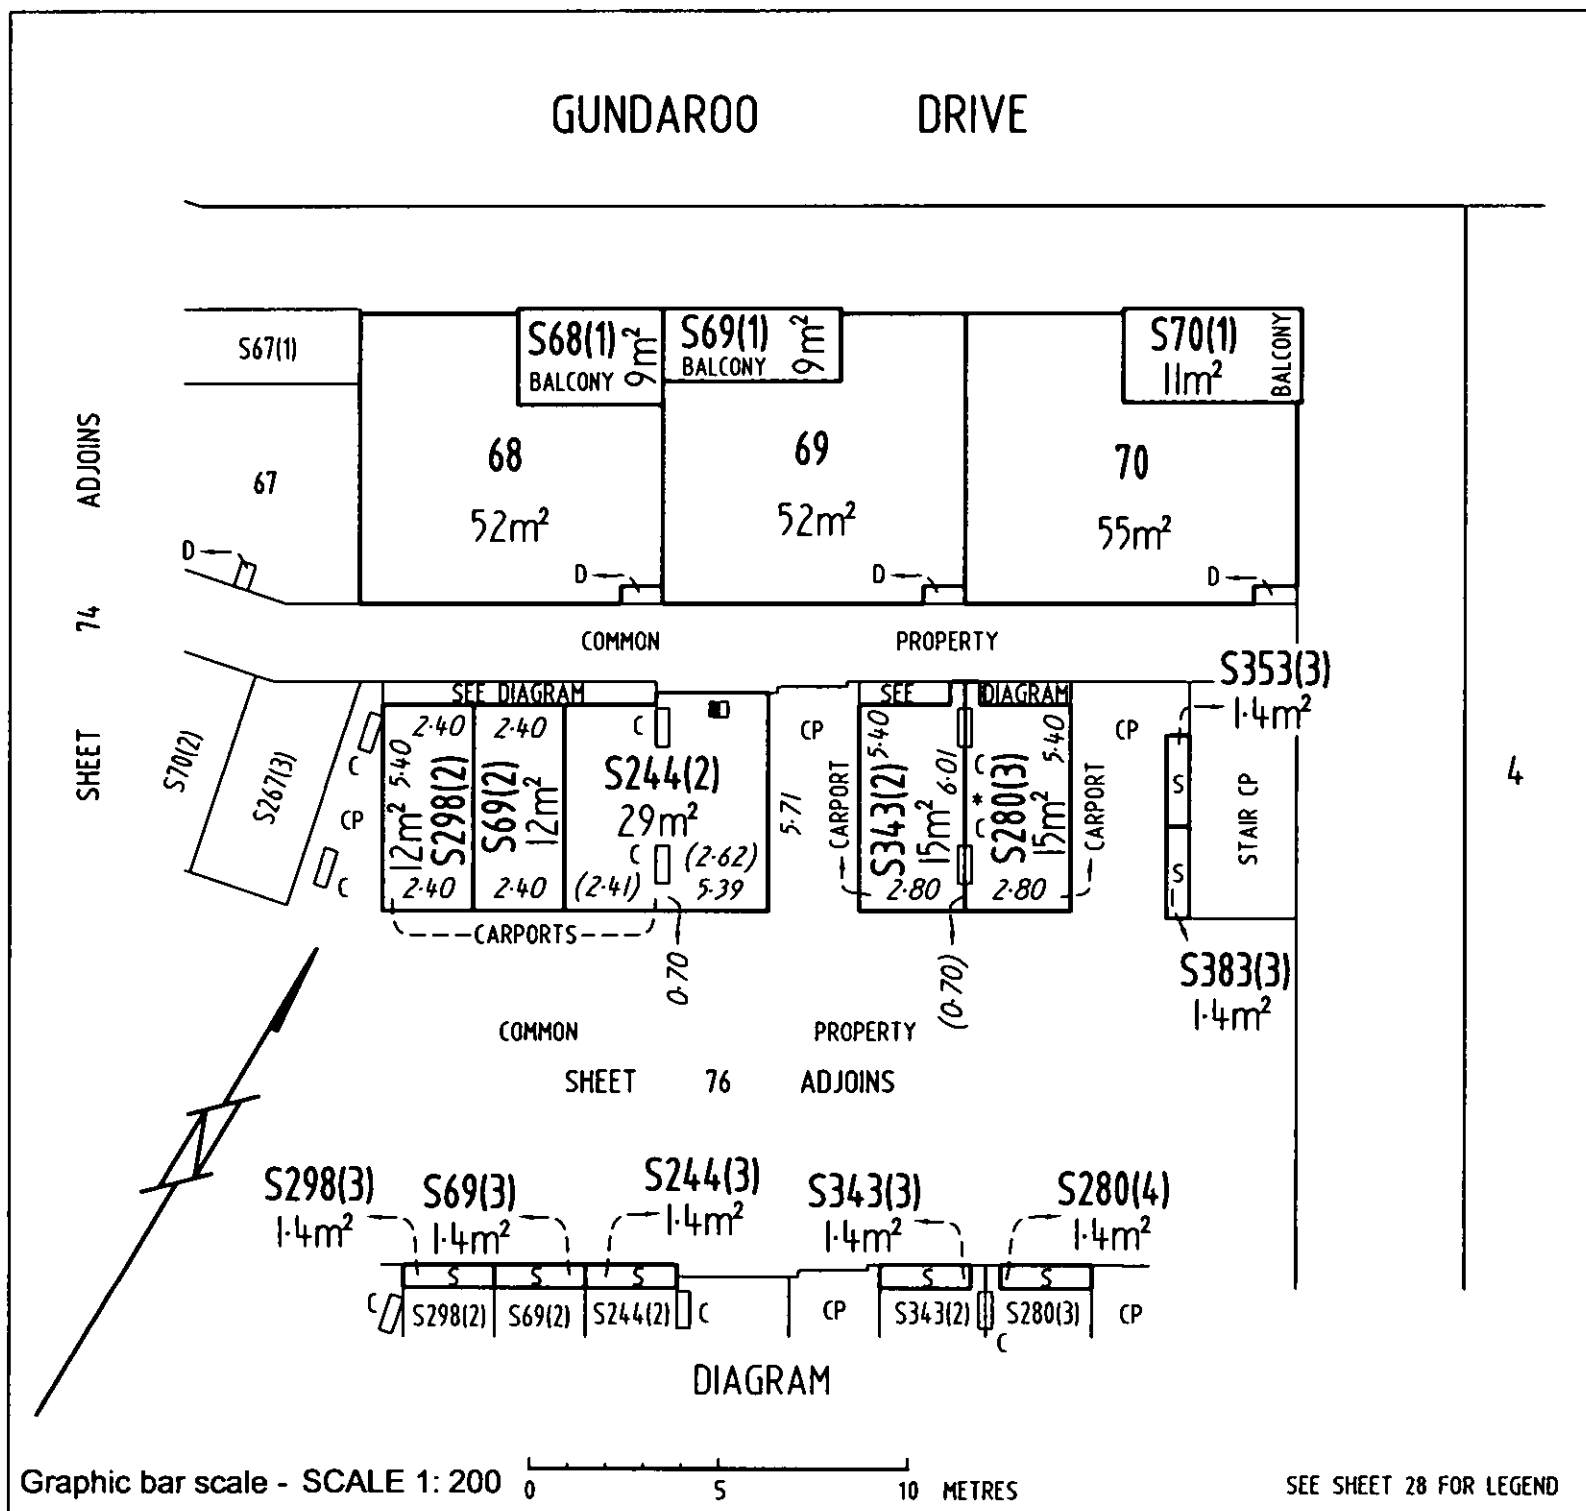 GUNDAROO DRIVE
S67(1)
S68(1)
BALCONY
9m²
S69(1)
BALCONY
9m²
S70(1)
11m²
BALCONY
SHEET 74 ADJOINS
67
68
52m²
69
52m²
70
55m²
D
D
D
D
COMMON PROPERTY
S353(3)
1·4m²
SEE DIAGRAM
SEE DIAGRAM
S70(2)
S267(3)
C
CP
C
2·40
5·40
12m²
S298(2)
2·40
2·40
S69(2)
12m²
2·40
C
S244(2)
29m²
C
(2·62)
(2·41)
5·39
5·71
CP
CARPORT
5·40
S343(2)
15m²
2·80
6·01
C
*
C
S280(3)
15m²
5·40
2·80
CARPORT
CP
S
S
STAIR CP
4
CARPORTS
0·70
(0·70)
S383(3)
1·4m²
COMMON PROPERTY
SHEET 76 ADJOINS
S298(3)
1·4m²
S69(3)
1·4m²
S244(3)
1·4m²
S343(3)
1·4m²
S280(4)
1·4m²
S
S
S
S
S
C
S298(2)
S69(2)
S244(2)
C
CP
S343(2)
C
S280(3)
CP
DIAGRAM
N
Graphic bar scale - SCALE 1: 200
0 5 10 METRES
SEE SHEET 28 FOR LEGEND